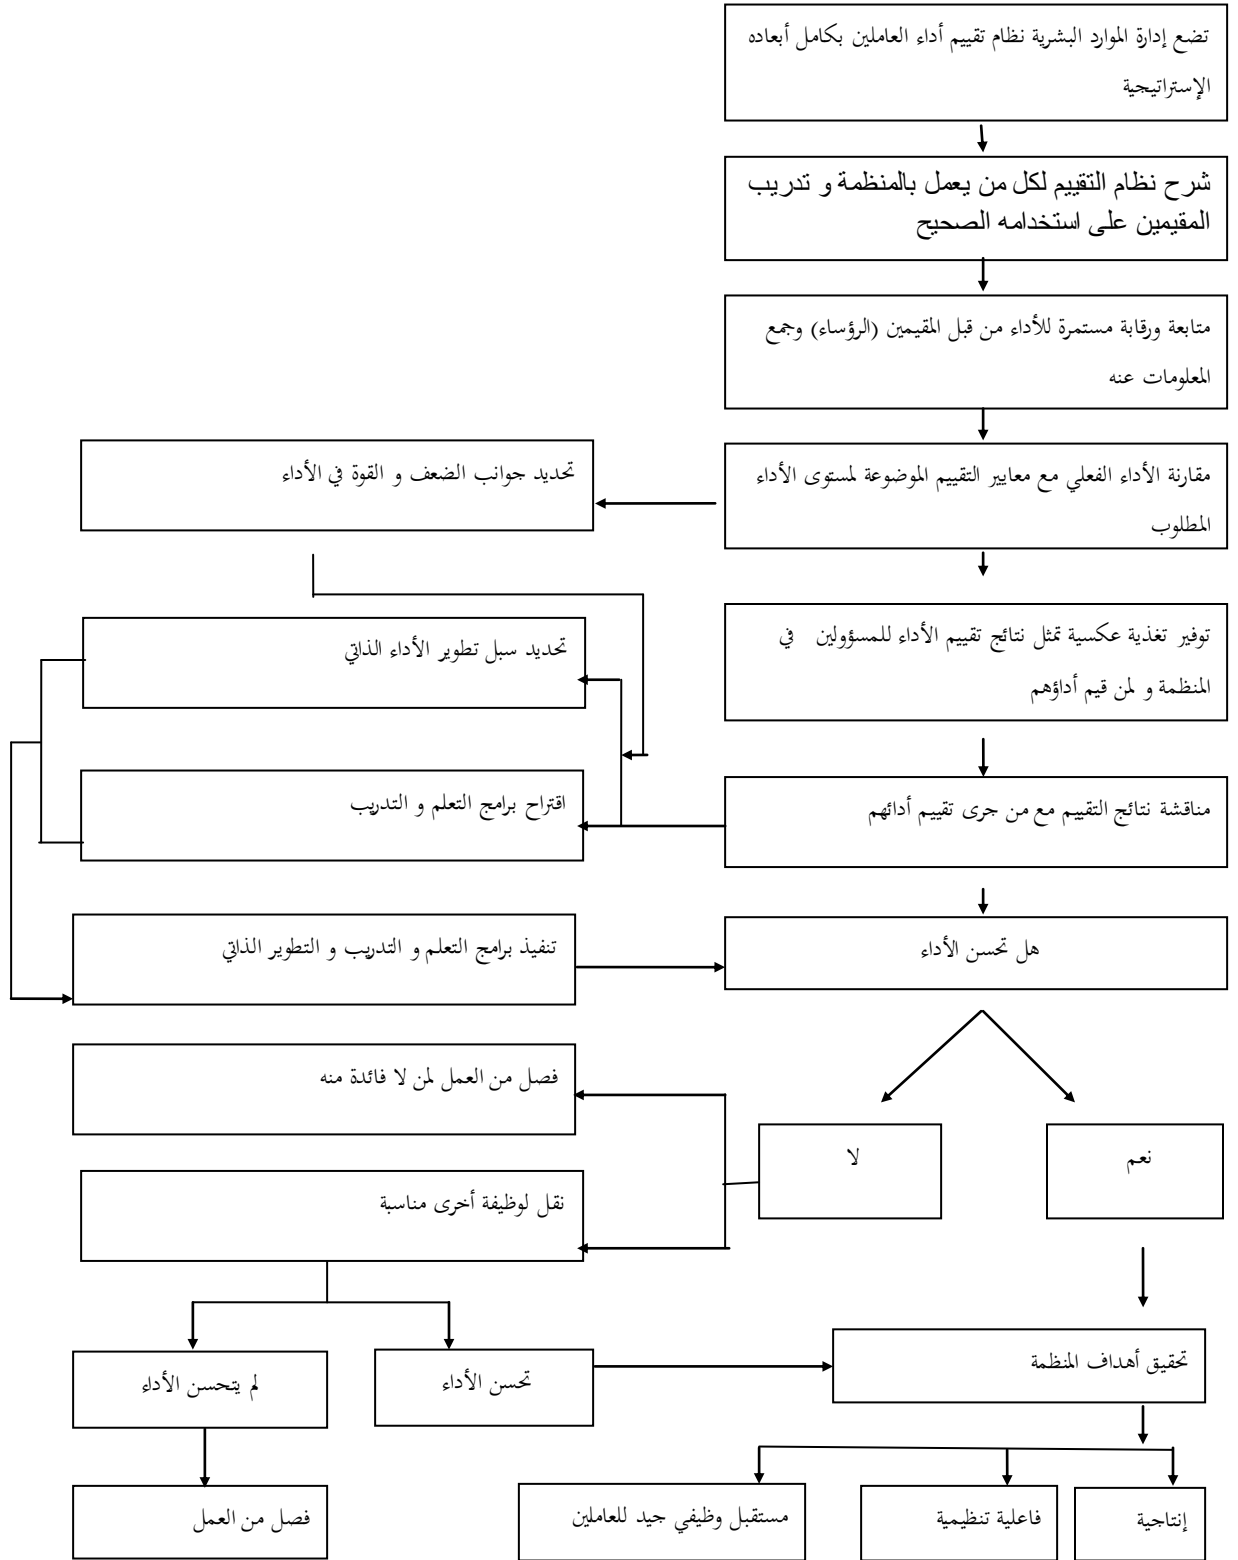 تضع إدارة الموارد البشرية نظام تقييم أداء العاملين بكامل أبعاده
الإستراتيجية
شرح نظام التقييم لكل من يعمل بالمنظمة و تدريب
المقيمين على استخدامه الصحيح
متابعة ورقابة مستمرة للأداء من قبل المقيمين (الرؤساء) وجمع
المعلومات عنه
مقارنة الأداء الفعلي مع معايير التقييم الموضوعة لمستوى الأداء
المطلوب
تحديد جوانب الضعف و القوة في الأداء
توفير تغذية عكسية تمثل نتائج تقييم الأداء للمسؤولين في
المنظمة و لمن قيم أداؤهم
تحديد سبل تطوير الأداء الذاتي
مناقشة نتائج التقييم مع من جرى تقييم أدائهم
اقتراح برامج التعلم و التدريب
هل تحسن الأداء
تنفيذ برامج التعلم و التدريب و التطوير الذاتي
فصل من العمل لمن لا فائدة منه
نعم
لا
نقل لوظيفة أخرى مناسبة
تحقيق أهداف المنظمة
تحسن الأداء
لم يتحسن الأداء
إنتاجية
فاعلية تنظيمية
مستقبل وظيفي جيد للعاملين
فصل من العمل